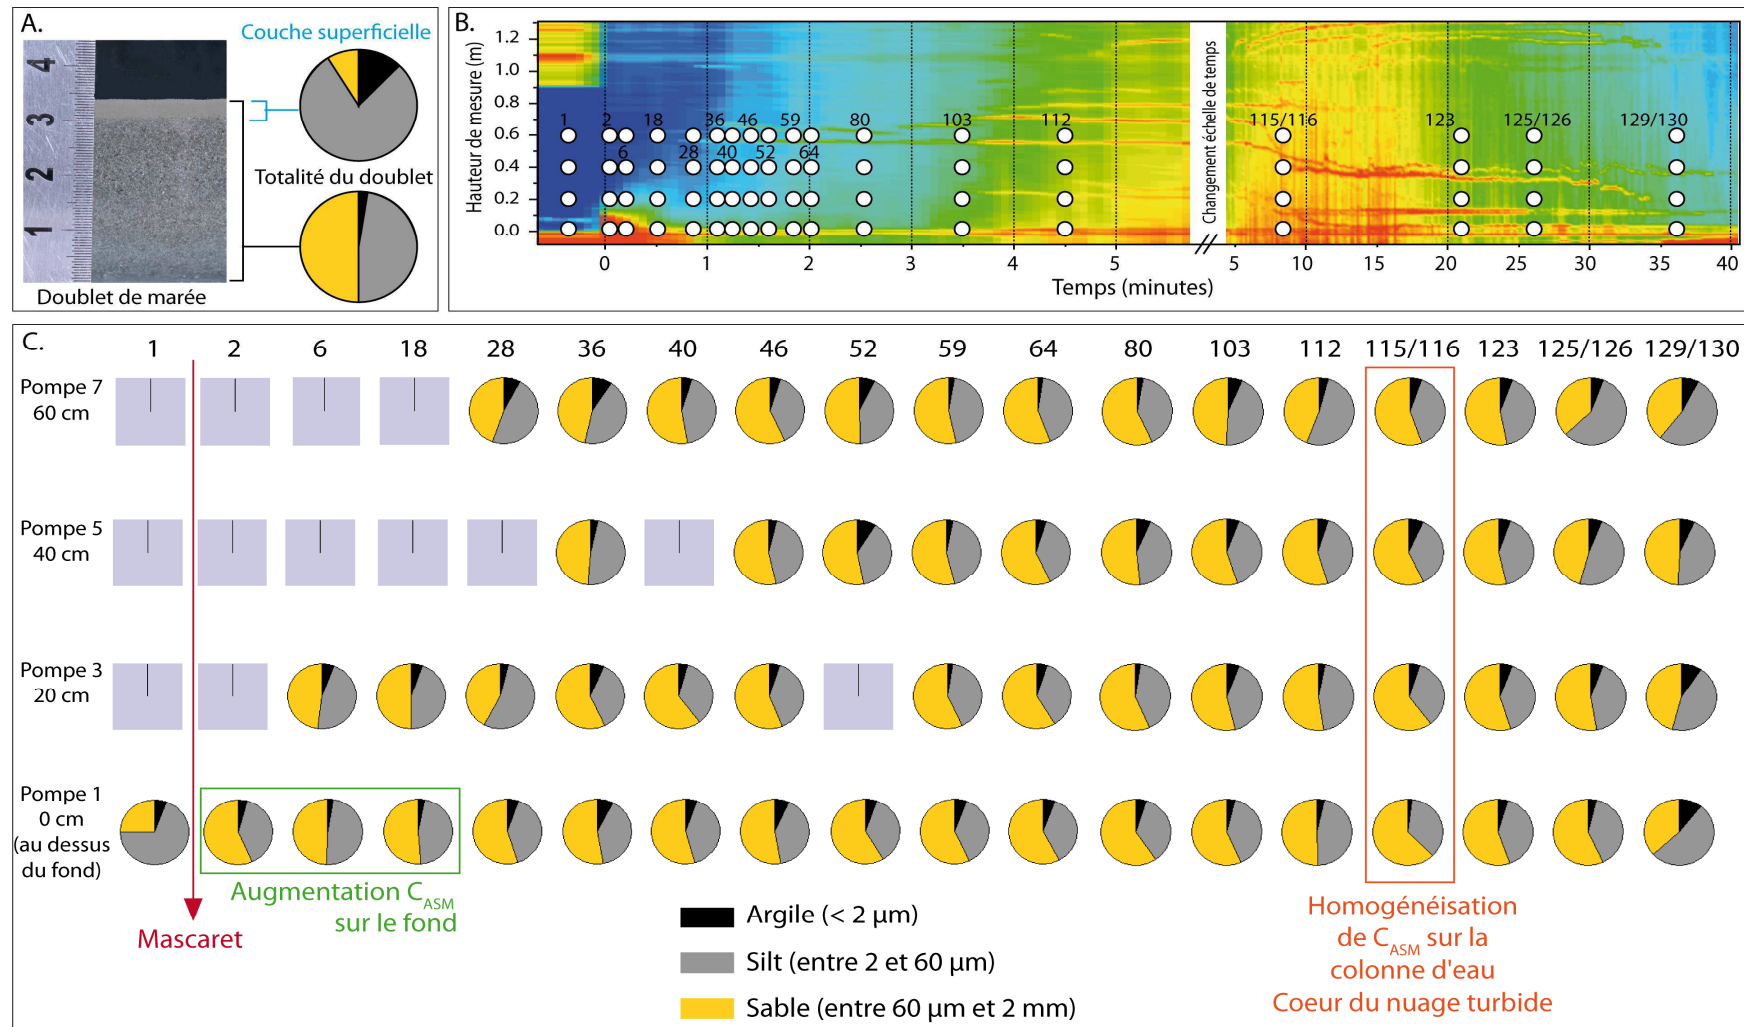 A.
Couche superficielle
4
3
2
1
Totalité du doublet
Doublet de marée
B.
Hauteur de mesure (m)
1.2
1.0
0.8
0.6
0.4
0.2
0.0
1 2 18 36 46 59 80 103 112 115/116 123 125/126 129/130
6 28 40 52 64
Changement échelle de temps
0 1 2 3 4 5 5 10 15 20 25 30 35 40
Temps (minutes)
C.
1 2 6 18 28 36 40 46 52 59 64 80 103 112 115/116 123 125/126 129/130
Pompe 7
60 cm
Pompe 5
40 cm
Pompe 3
20 cm
Pompe 1
0 cm
(au dessus
du fond)
Augmentation CASM
sur le fond
Mascaret
Argile (< 2 µm)
Silt (entre 2 et 60 µm)
Sable (entre 60 µm et 2 mm)
Homogénéisation
de CASM sur la
colonne d'eau
Coeur du nuage turbide